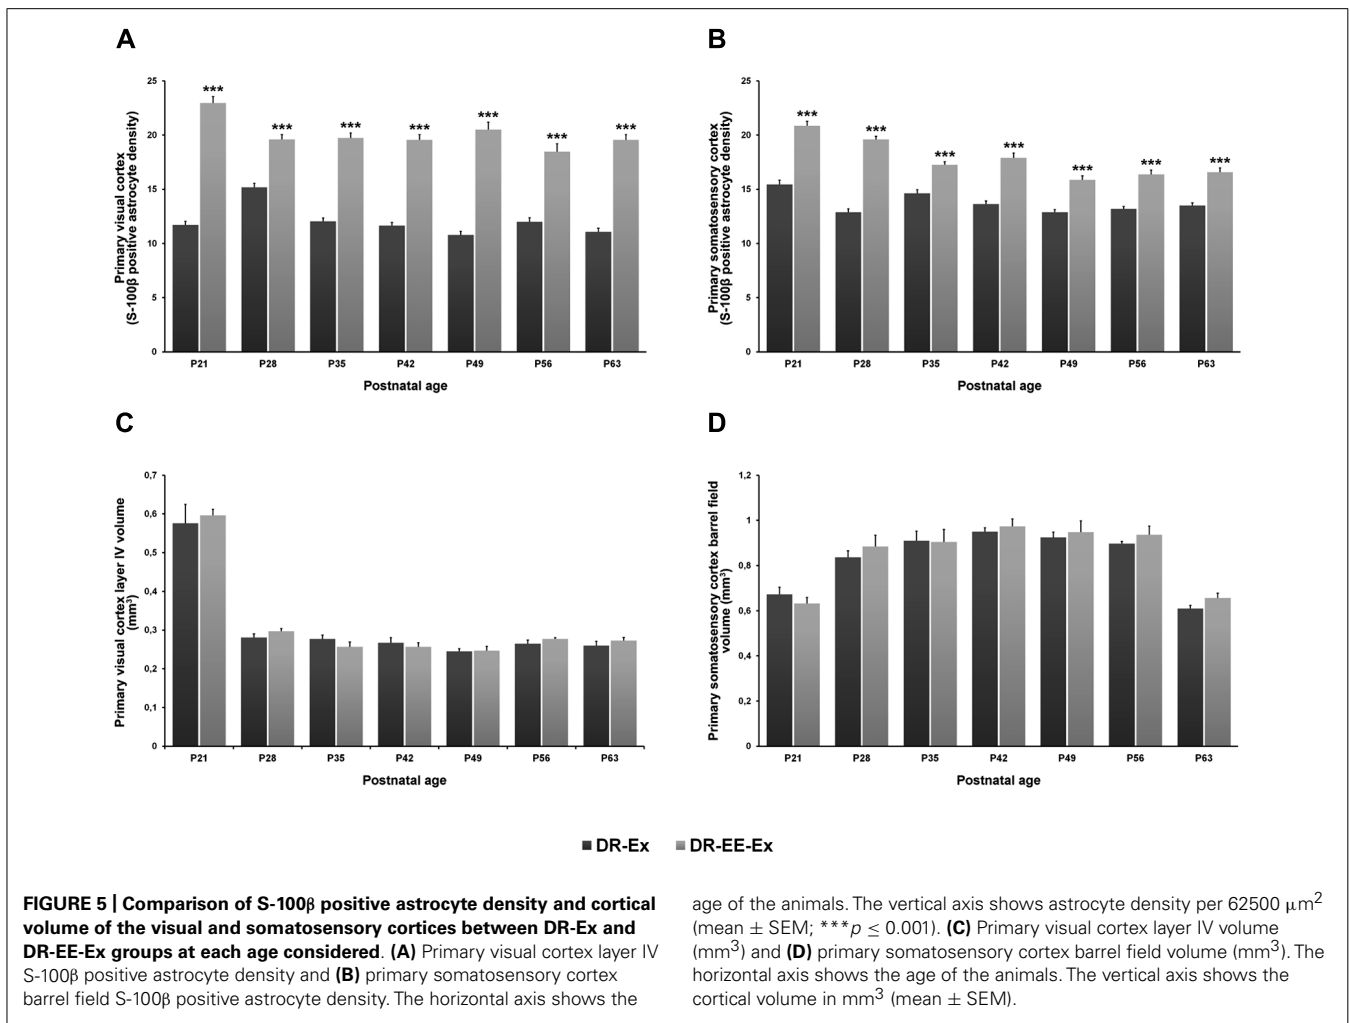 A
Primary visual cortex
(S-100β positive astrocyte density)
25
20
15
10
5
0
***
***
***
***
***
***
***
P21
P28
P35
P42
P49
P56
P63
Postnatal age
B
Primary somatosensory cortex
(S-100β positive astrocyte density)
25
20
15
10
5
0
***
***
***
***
***
***
***
P21
P28
P35
P42
P49
P56
P63
Postnatal age
C
Primary visual cortex layer IV volume
(mm³)
0,7
0,6
0,5
0,4
0,3
0,2
0,1
0
P21
P28
P35
P42
P49
P56
P63
Postnatal age
D
Primary somatosensory cortex barrel field
volume (mm³)
1,2
1
0,8
0,6
0,4
0,2
0
P21
P28
P35
P42
P49
P56
P63
Postnatal age
DR-Ex
DR-EE-Ex
FIGURE 5 | Comparison of S-100β positive astrocyte density and cortical
volume of the visual and somatosensory cortices between DR-Ex and
DR-EE-Ex groups at each age considered. (A) Primary visual cortex layer IV
S-100β positive astrocyte density and (B) primary somatosensory cortex
barrel field S-100β positive astrocyte density. The horizontal axis shows the
age of the animals. The vertical axis shows astrocyte density per 62500 μm²
(mean ± SEM; ***p ≤ 0.001). (C) Primary visual cortex layer IV volume
(mm³) and (D) primary somatosensory cortex barrel field volume (mm³). The
horizontal axis shows the age of the animals. The vertical axis shows the
cortical volume in mm³ (mean ± SEM).